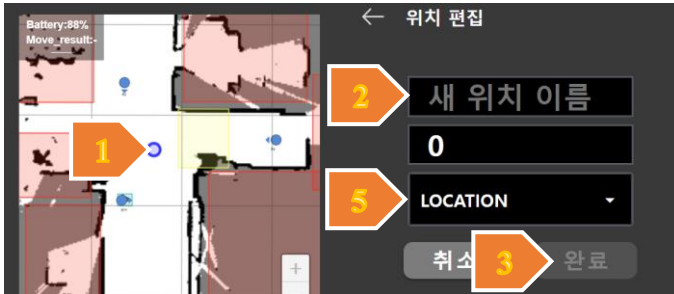 Battery:88%
Move_result:-
← 위치 편집
1
2
새 위치 이름
0
5
LOCATION
취소
3
완료
+